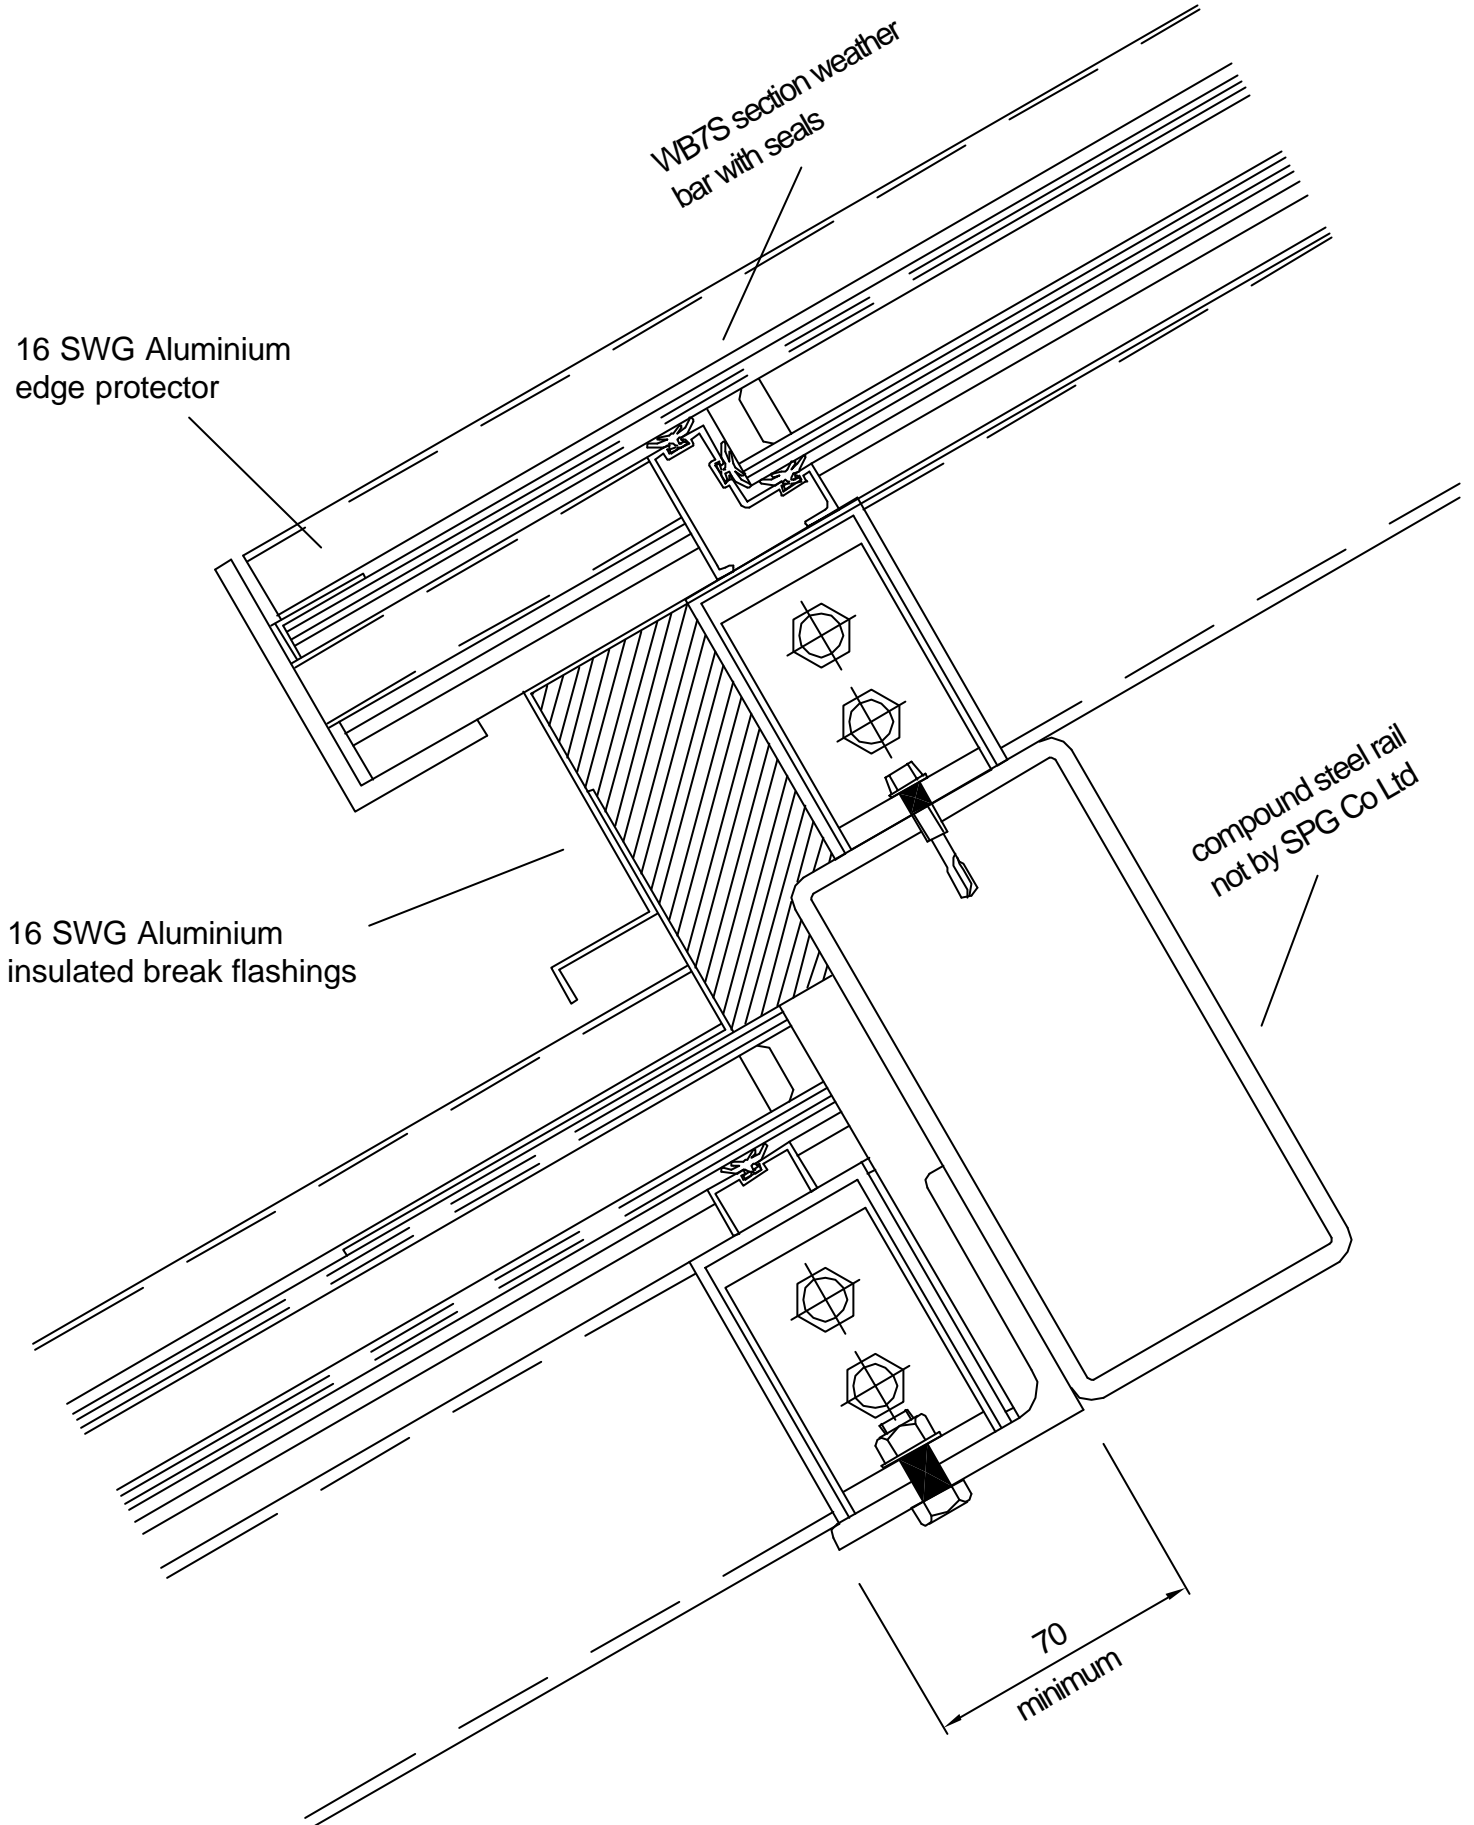 WB7S section weather
bar with seals
16 SWG Aluminium
edge protector
compound steel rail
not by SPG Co Ltd
16 SWG Aluminium
insulated break flashings
70
minimum